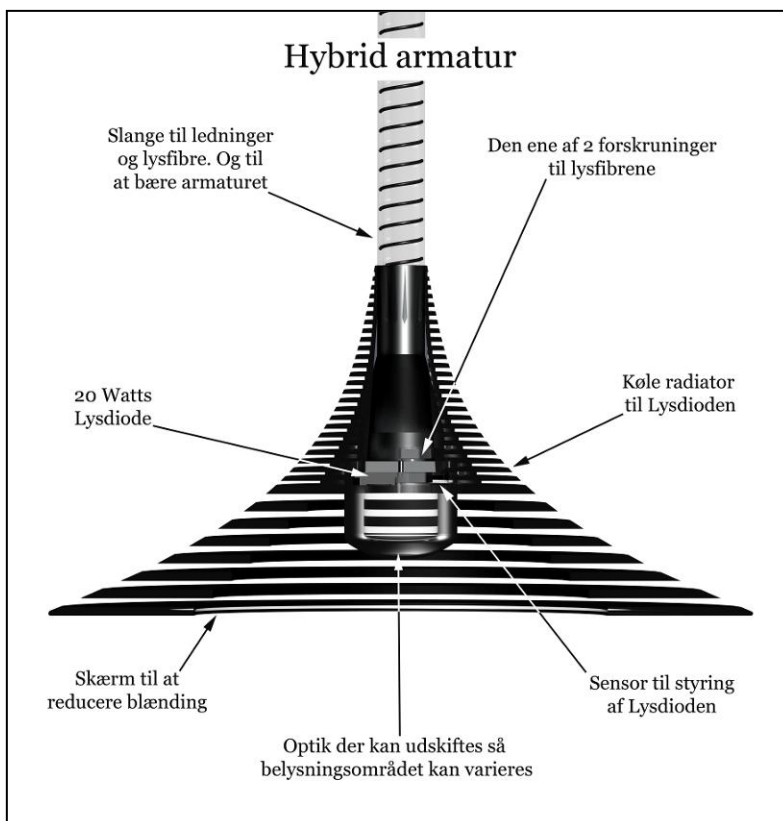 Hybrid armatur
Slange til ledninger
og lysfibre. Og til
at bære armaturet
Den ene af 2 forskruninger
til lysfibrene
20 Watts
Lysdiode
Køle radiator
til Lysdioden
Skærm til at
reducere blænding
Sensor til styring
af Lysdioden
Optik der kan udskiftes så
belysningsområdet kan varieres